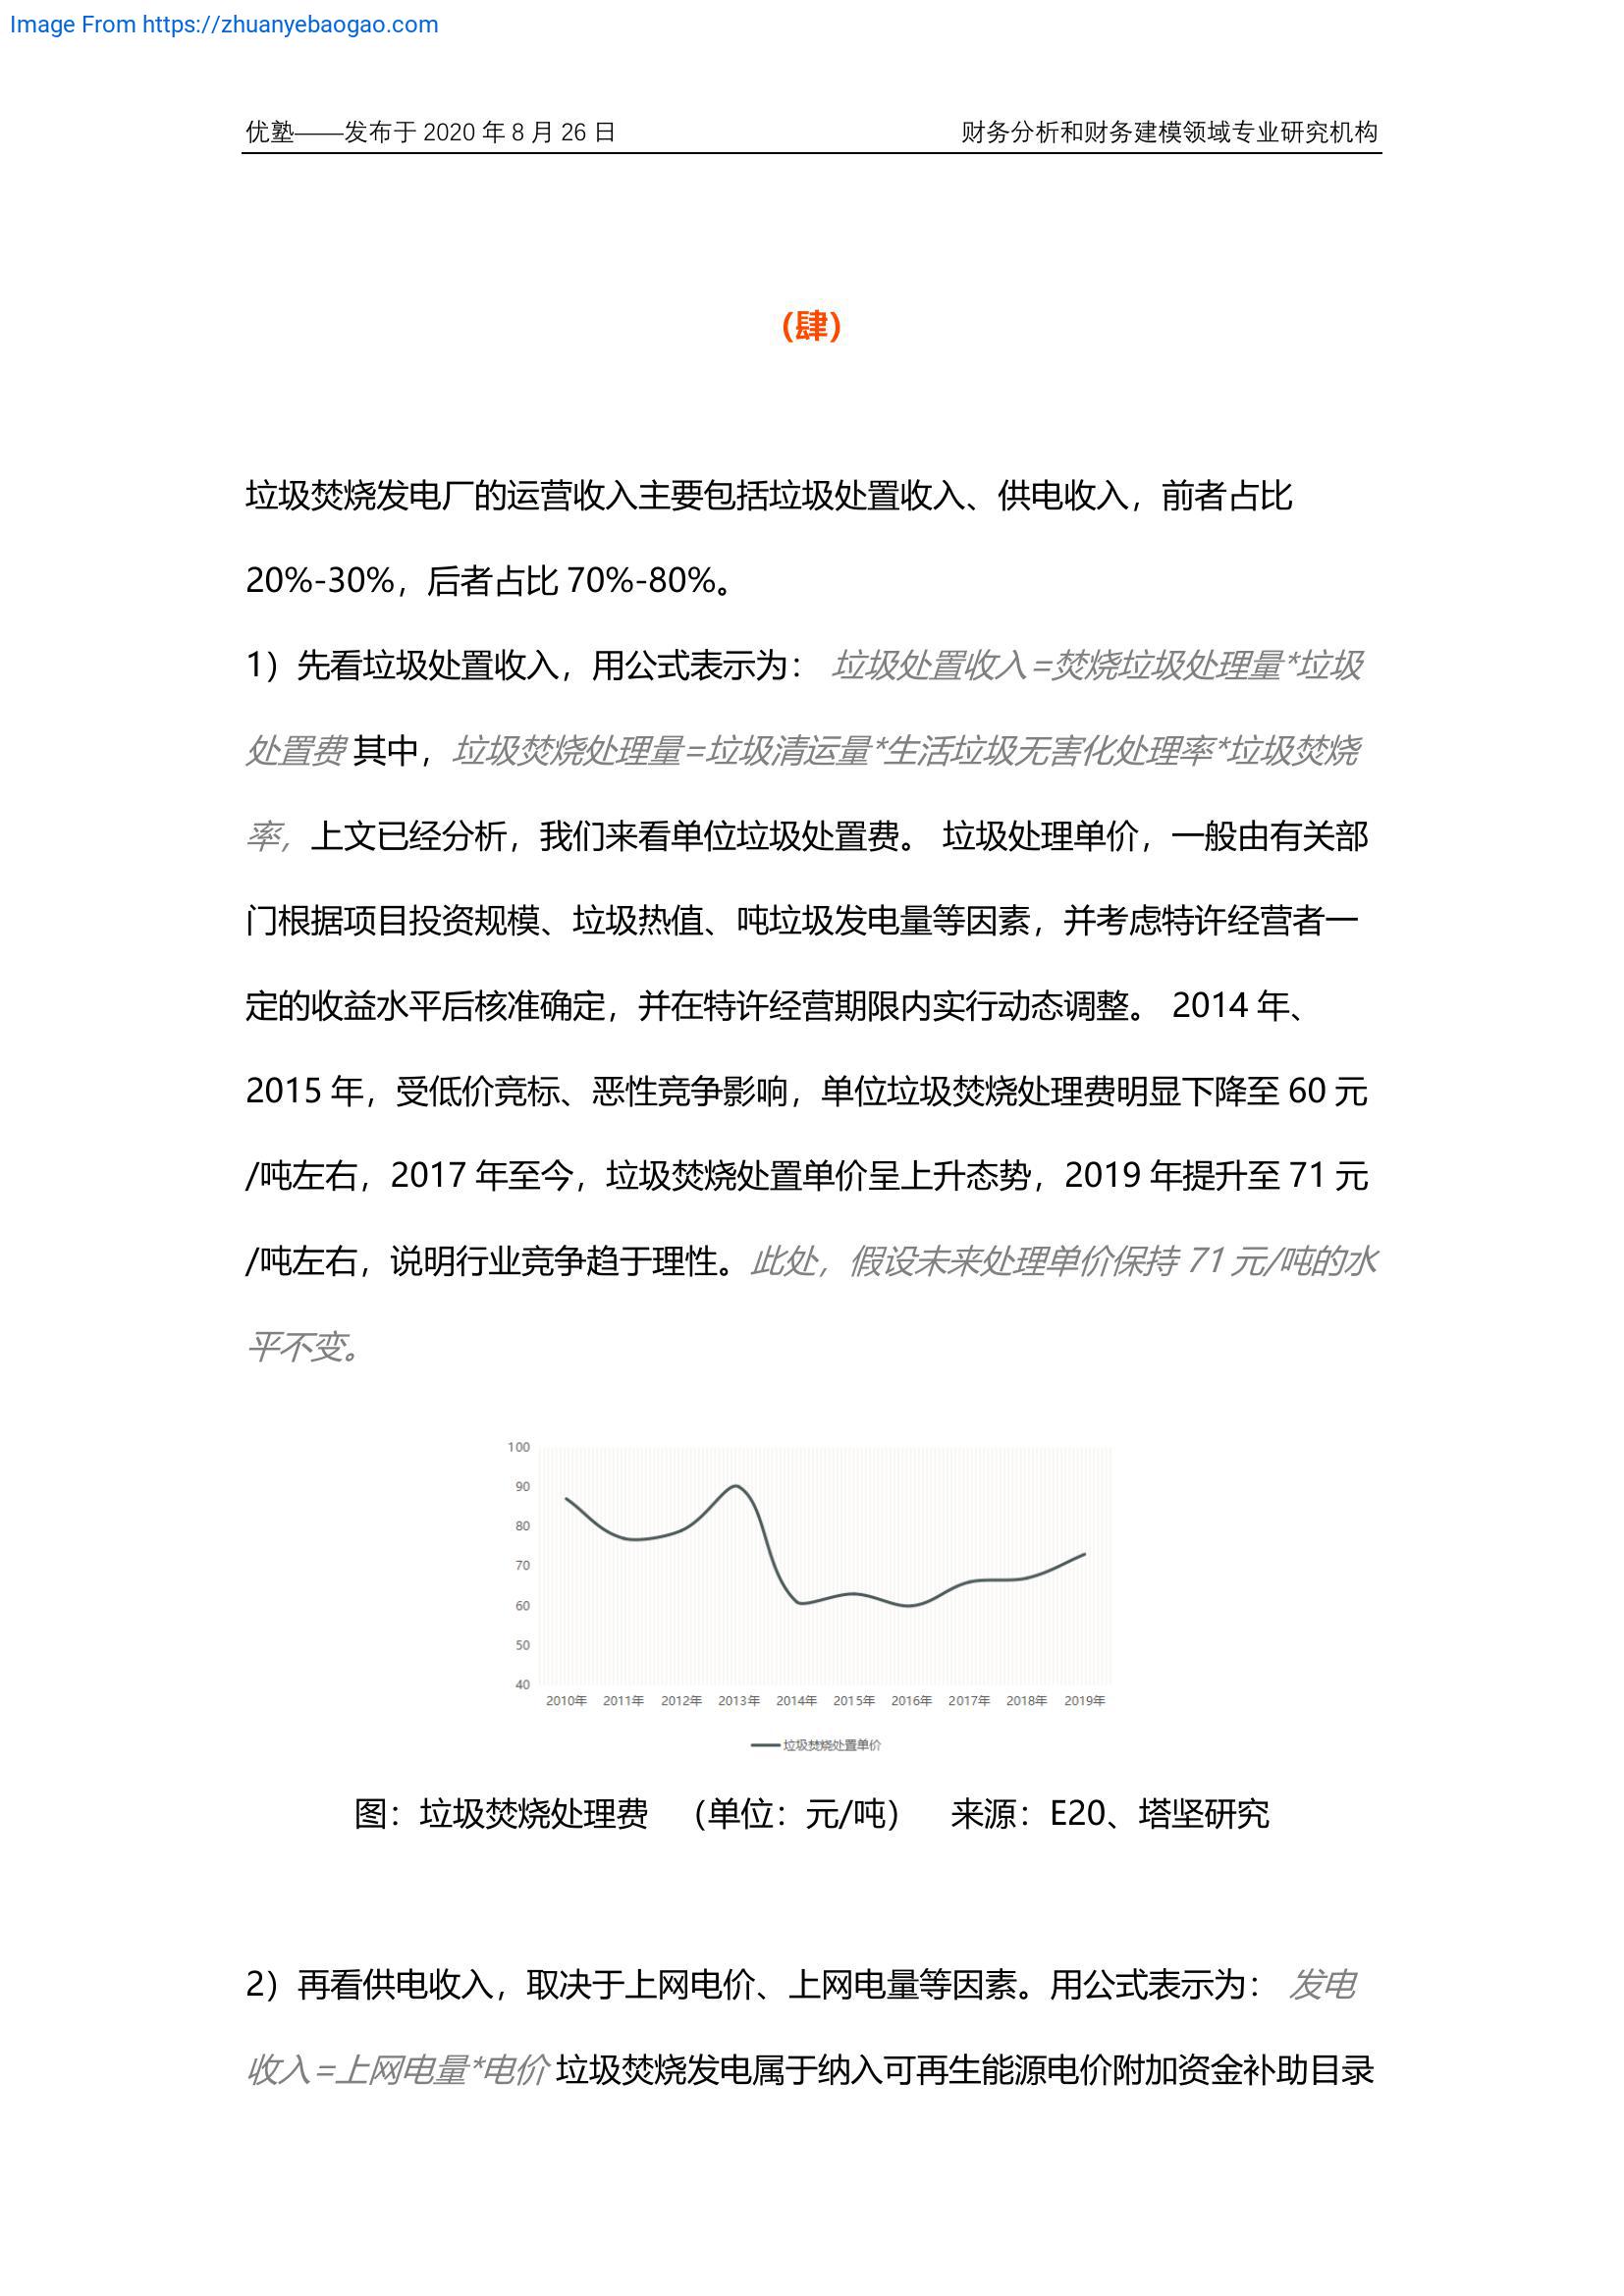 Image From https://zhuanyebaogao.com
优塾——发布于 2020 年 8 月 26 日 财务分析和财务建模领域专业研究机构
(肆)
垃圾焚烧发电厂的运营收入主要包括垃圾处置收入、供电收入，前者占比
20%-30%，后者占比 70%-80%。
1）先看垃圾处置收入，用公式表示为： 垃圾处置收入=焚烧垃圾处理量*垃圾
处置费 其中，垃圾焚烧处理量=垃圾清运量*生活垃圾无害化处理率*垃圾焚烧
率，上文已经分析，我们来看单位垃圾处置费。 垃圾处理单价，一般由有关部
门根据项目投资规模、垃圾热值、吨垃圾发电量等因素，并考虑特许经营者一
定的收益水平后核准确定，并在特许经营期限内实行动态调整。 2014 年、
2015 年，受低价竞标、恶性竞争影响，单位垃圾焚烧处理费明显下降至 60 元
/吨左右，2017 年至今，垃圾焚烧处置单价呈上升态势，2019 年提升至 71 元
/吨左右，说明行业竞争趋于理性。此处，假设未来处理单价保持 71 元/吨的水
平不变。
100
90
80
70
60
50
40
2010年 2011年 2012年 2013年 2014年 2015年 2016年 2017年 2018年 2019年
垃圾焚烧处置单价
图：垃圾焚烧处理费 （单位：元/吨） 来源：E20、塔坚研究
2）再看供电收入，取决于上网电价、上网电量等因素。用公式表示为： 发电
收入=上网电量*电价 垃圾焚烧发电属于纳入可再生能源电价附加资金补助目录